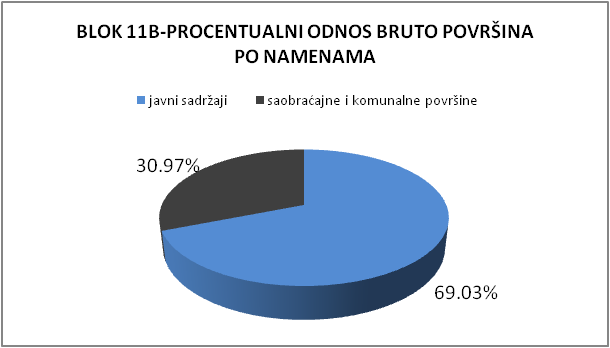 BLOK 11B-PROCENTUALNI ODNOS BRUTO POVRŠINA
PO NAMENAMA
javni sadržaji
saobraćajne i komunalne površine
30.97%
69.03%